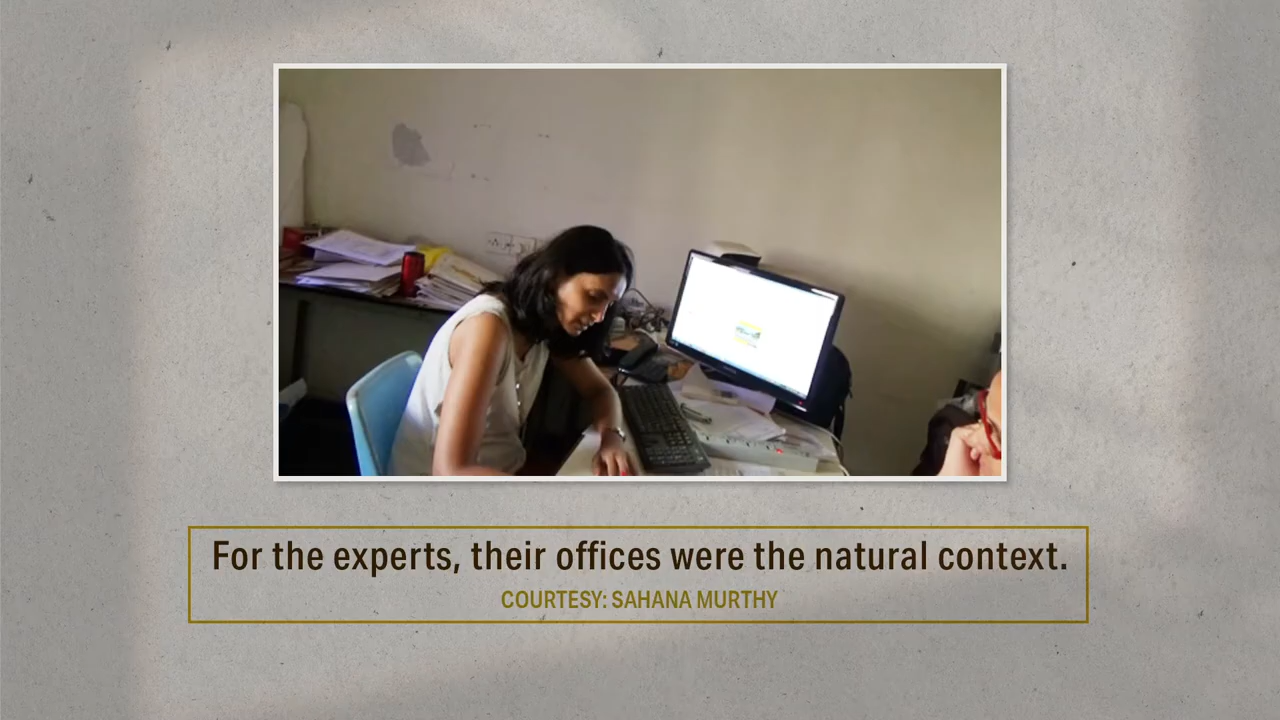 For the experts, their offices were the natural context.
COURTESY: SAHANA MURTHY